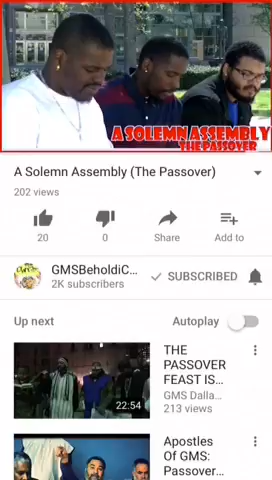 A SOLEMN ASSEMBLY
THE PASSOVER
A Solemn Assembly (The Passover)
202 views
20
0
Share
Add to
GMSBeholdiC...
SUBSCRIBED
2K subscribers
Up next
Autoplay
THE
PASSOVER
FEAST IS...
GMS Dalla...
213 views
22:54
Apostles
Of GMS:
Passover...